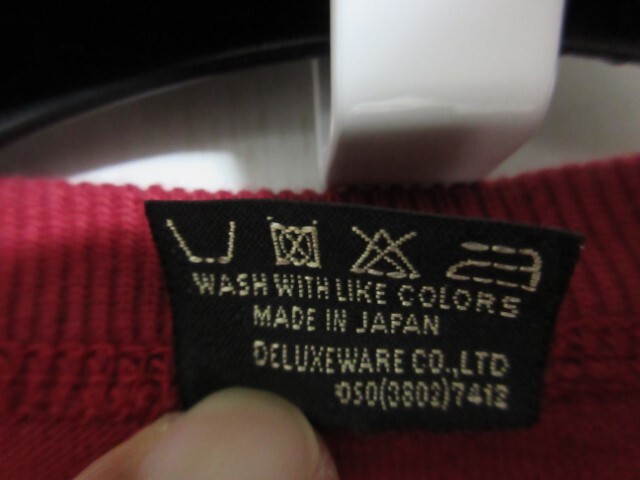 WASH WITH LIKE COLORS
MADE IN JAPAN
DELUXEWARE CO.,LTD
050(3802)7412